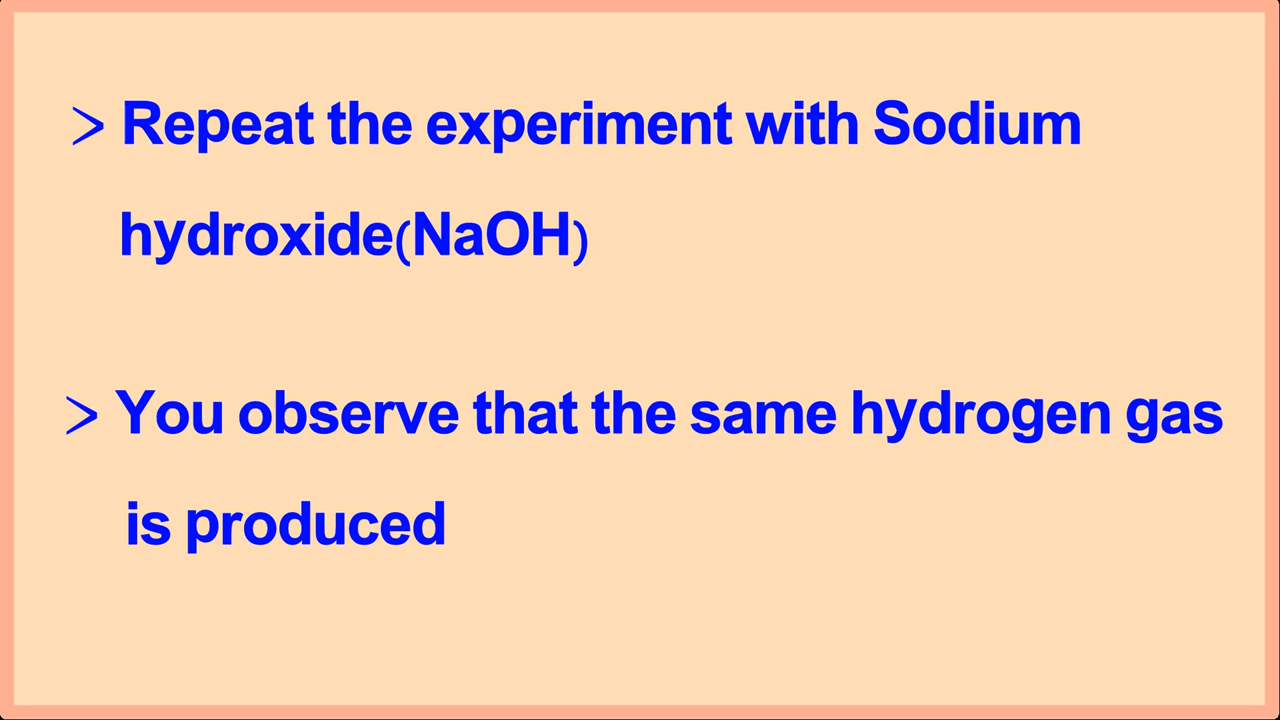 > Repeat the experiment with Sodium
hydroxide(NaOH)
> You observe that the same hydrogen gas
is produced